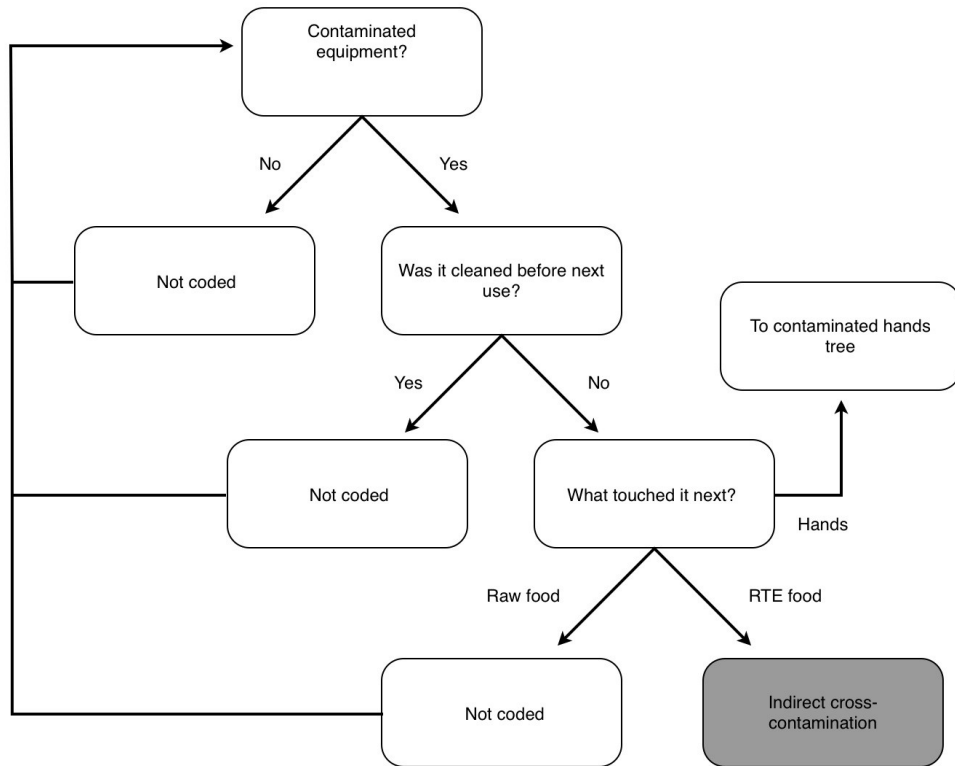 Contaminated
equipment?
No
Yes
Not coded
Was it cleaned before next
use?
To contaminated hands
tree
Yes
No
Not coded
What touched it next?
Hands
Raw food
RTE food
Not coded
Indirect cross-
contamination